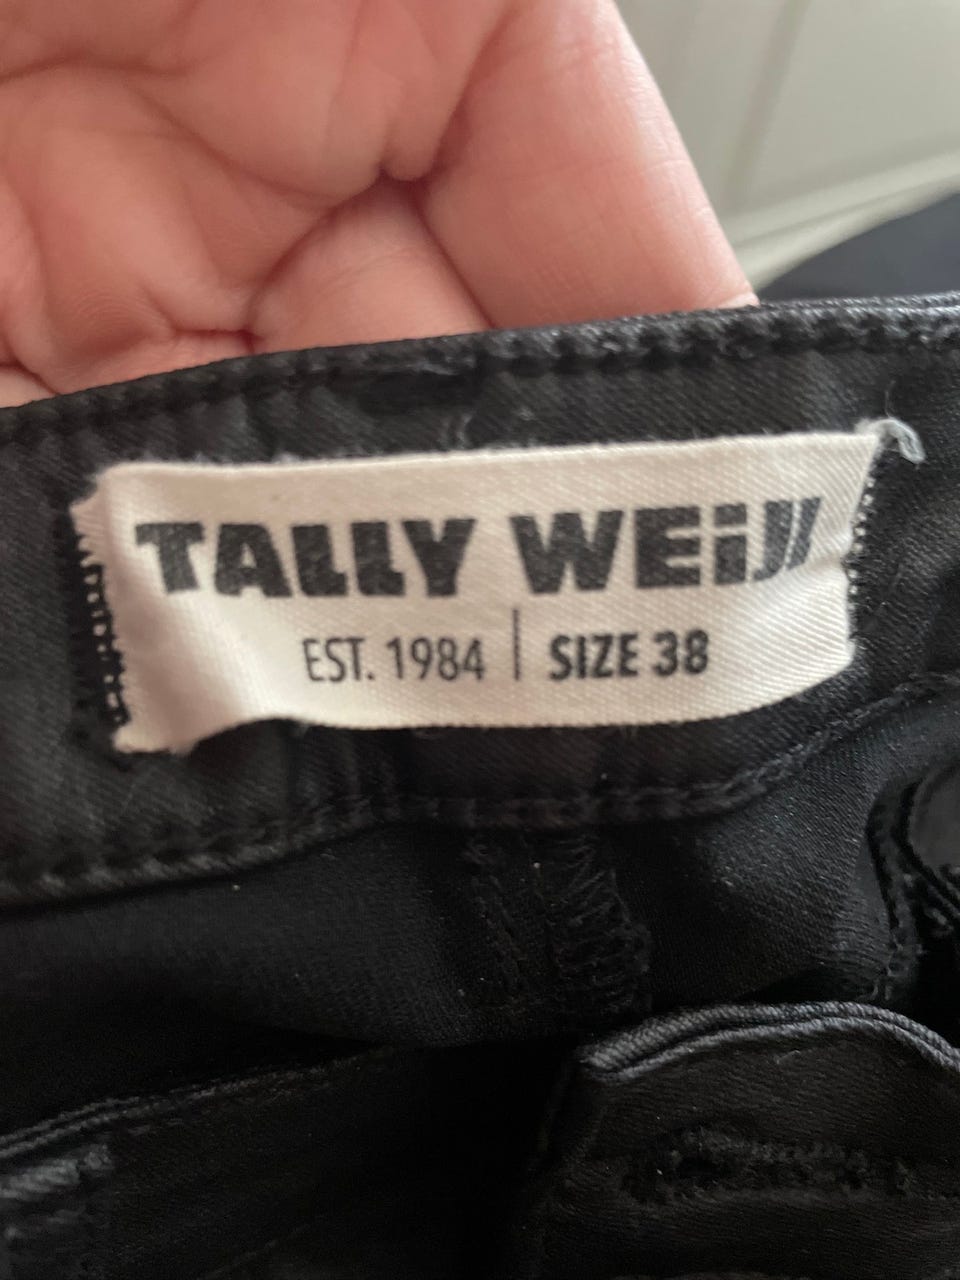 TALLY WEiJL
EST. 1984 | SIZE 38